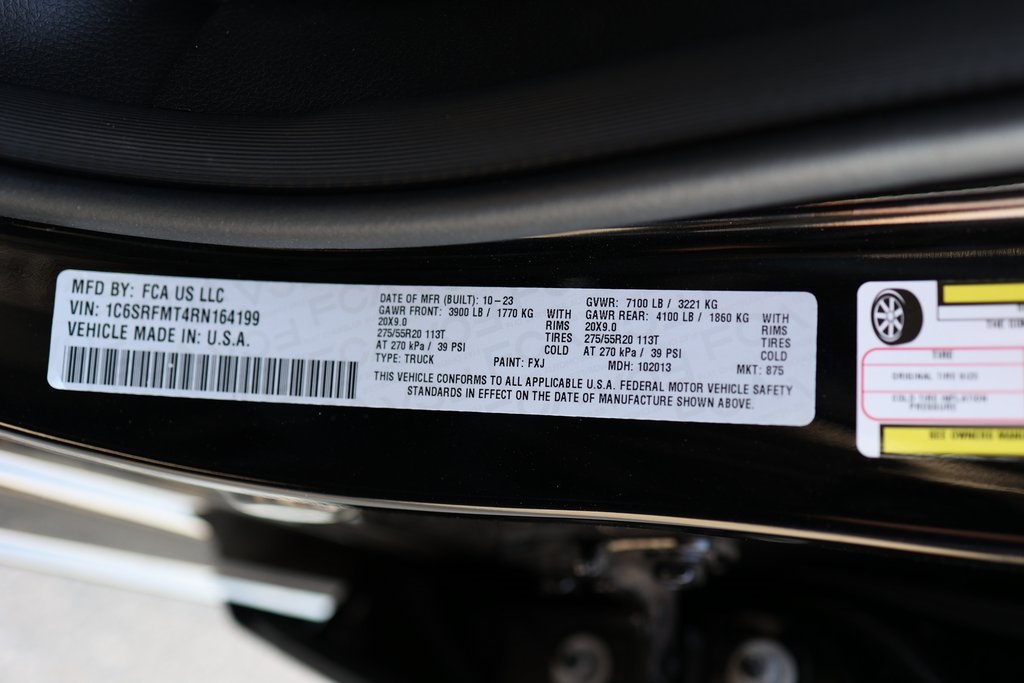 MFD BY: FCA US LLC
VIN: 1C6SRFMT4RN164199
VEHICLE MADE IN: U.S.A.
DATE OF MFR (BUILT): 10-23
GAWR FRONT: 3900 LB / 1770 KG WITH
20X9.0 RIMS
275/55R20 113T TIRES
AT 270 kPa / 39 PSI COLD
TYPE: TRUCK PAINT: FXJ
GVWR: 7100 LB / 3221 KG
GAWR REAR: 4100 LB / 1860 KG WITH
20X9.0 RIMS
275/55R20 113T TIRES
AT 270 kPa / 39 PSI COLD
MDH: 102013 MKT: 875
THIS VEHICLE CONFORMS TO ALL APPLICABLE U.S.A. FEDERAL MOTOR VEHICLE SAFETY
STANDARDS IN EFFECT ON THE DATE OF MANUFACTURE SHOWN ABOVE.
TIRE
ORIGINAL TIRE SIZE
COLD TIRE INFLATION
PRESSURE
SEE OWNERS